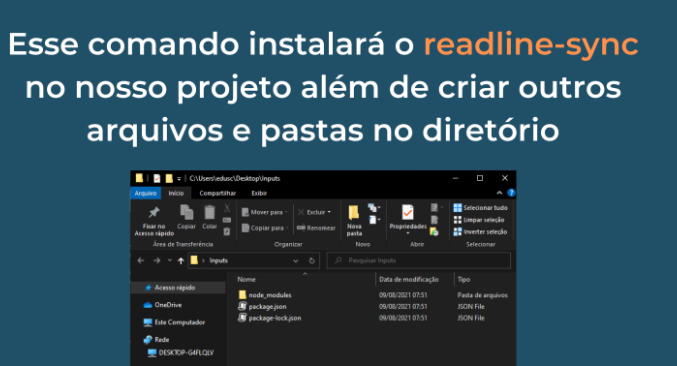 Esse comando instalará o readline-sync
no nosso projeto além de criar outros
arquivos e pastas no diretório
C:\Users\edusc\Desktop\Inputs
Arquivo Início Compartilhar Exibir
Fixar no Acesso rápido
Copiar
Colar
Mover para
Copiar para
Excluir
Renomear
Nova pasta
Propriedades
Selecionar tudo
Limpar seleção
Inverter seleção
Área de Transferência Organizar Novo Abrir Selecionar
Inputs
Pesquisar Inputs
Nome Data de modificação Tipo
Acesso rápido
OneDrive
Este Computador
Rede
DESKTOP-G4FLQLV
node_modules 09/08/2021 07:51 Pasta de arquivos
package.json 09/08/2021 07:51 JSON File
package-lock.json 09/08/2021 07:51 JSON File